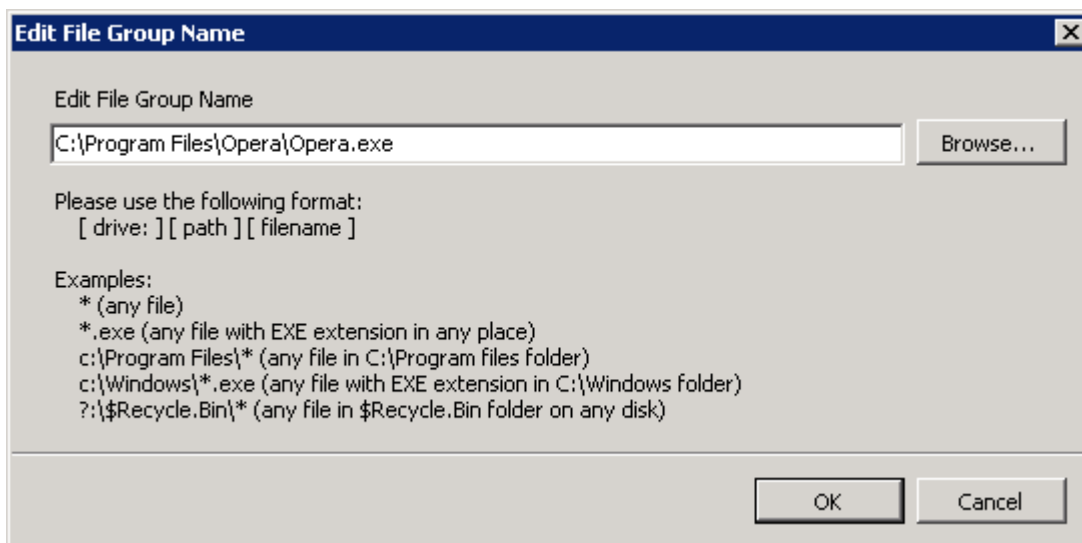 Edit File Group Name
Edit File Group Name
C:\Program Files\Opera\Opera.exe
Browse...
Please use the following format:
[ drive: ] [ path ] [ filename ]
Examples:
* (any file)
*.exe (any file with EXE extension in any place)
c:\Program Files\* (any file in C:\Program files folder)
c:\Windows\*.exe (any file with EXE extension in C:\Windows folder)
?:\$Recycle.Bin\* (any file in $Recycle.Bin folder on any disk)
OK
Cancel